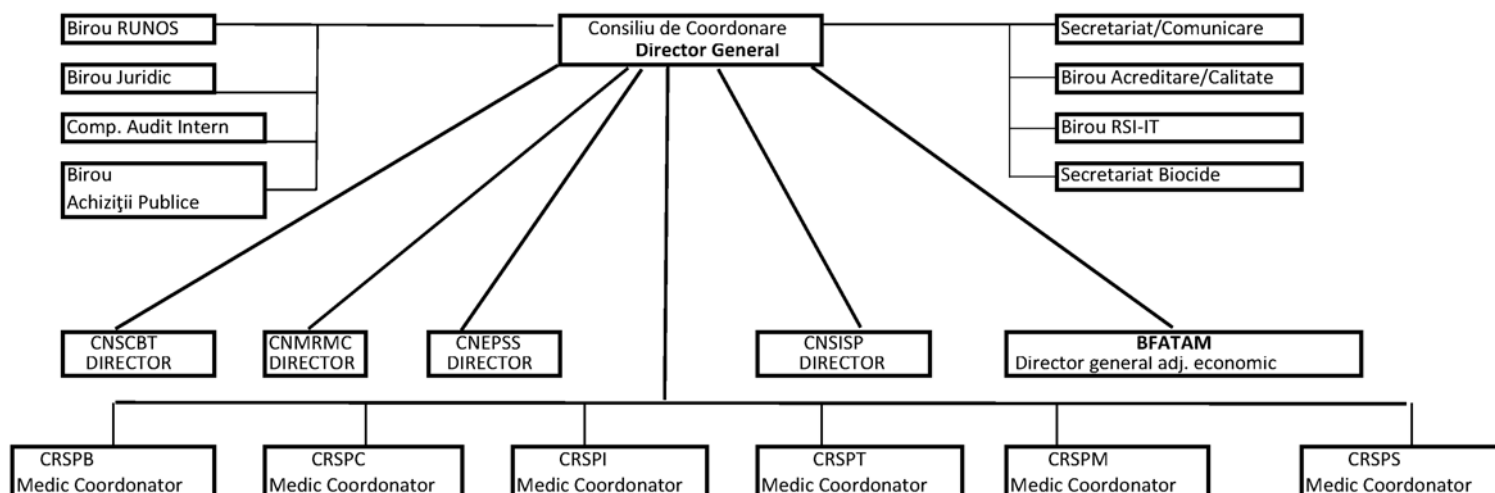 Birou RUNOS
Consiliu de Coordonare
Director General
Secretariat/Comunicare
Birou Juridic
Birou Acreditare/Calitate
Comp. Audit Intern
Birou RSI-IT
Birou
Achiziţii Publice
Secretariat Biocide
CNSCBT
DIRECTOR
CNMRMC
DIRECTOR
CNEPSS
DIRECTOR
CNSISP
DIRECTOR
BFATAM
Director general adj. economic
CRSPB
Medic Coordonator
CRSPC
Medic Coordonator
CRSPI
Medic Coordonator
CRSPT
Medic Coordonator
CRSPM
Medic Coordonator
CRSPS
Medic Coordonator